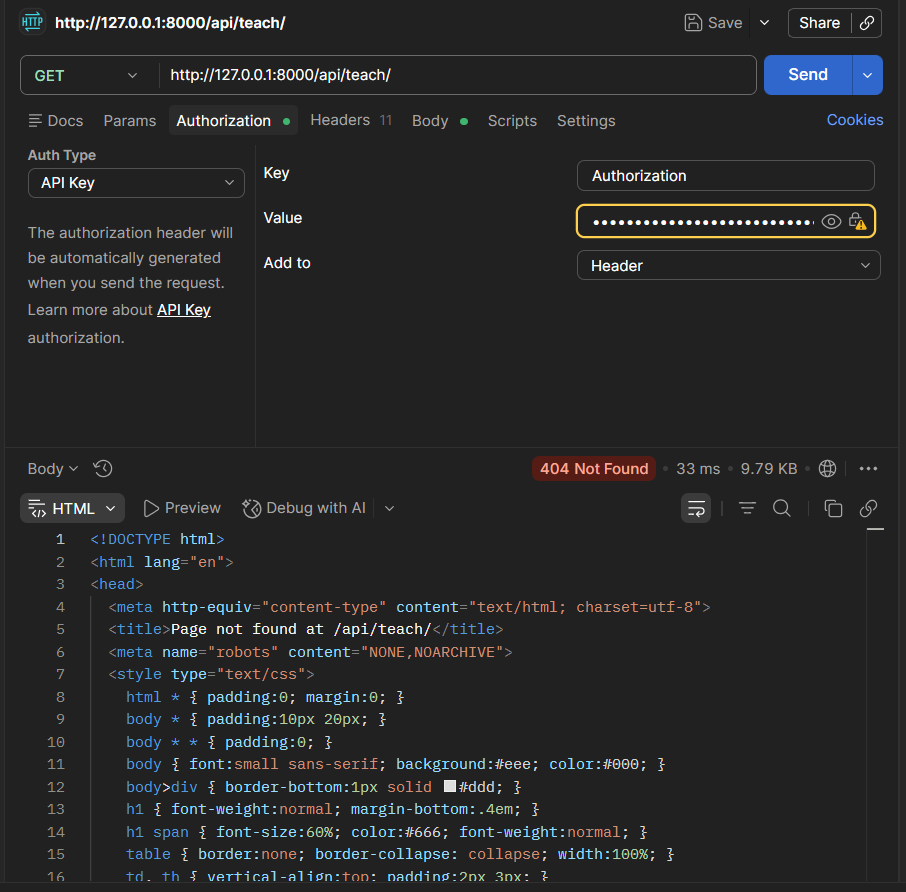 HTTP http://127.0.0.1:8000/api/teach/ Save Share
GET http://127.0.0.1:8000/api/teach/ Send
Docs Params Authorization Headers 11 Body Scripts Settings Cookies
Auth Type
API Key
The authorization header will
be automatically generated
when you send the request.
Learn more about API Key
authorization.
Key Authorization
Value ••••••••••••••••••••••••••
Add to Header
Body 404 Not Found • 33 ms • 9.79 KB •
HTML Preview Debug with AI
1 <!DOCTYPE html>
2 <html lang="en">
3 <head>
4 <meta http-equiv="content-type" content="text/html; charset=utf-8">
5 <title>Page not found at /api/teach/</title>
6 <meta name="robots" content="NONE,NOARCHIVE">
7 <style type="text/css">
8 html * { padding:0; margin:0; }
9 body * { padding:10px 20px; }
10 body * * { padding:0; }
11 body { font:small sans-serif; background:#eee; color:#000; }
12 body>div { border-bottom:1px solid #ddd; }
13 h1 { font-weight:normal; margin-bottom:.4em; }
14 h1 span { font-size:60%; color:#666; font-weight:normal; }
15 table { border:none; border-collapse: collapse; width:100%; }
16 td, th { vertical-align:top; padding:2px 3px; }